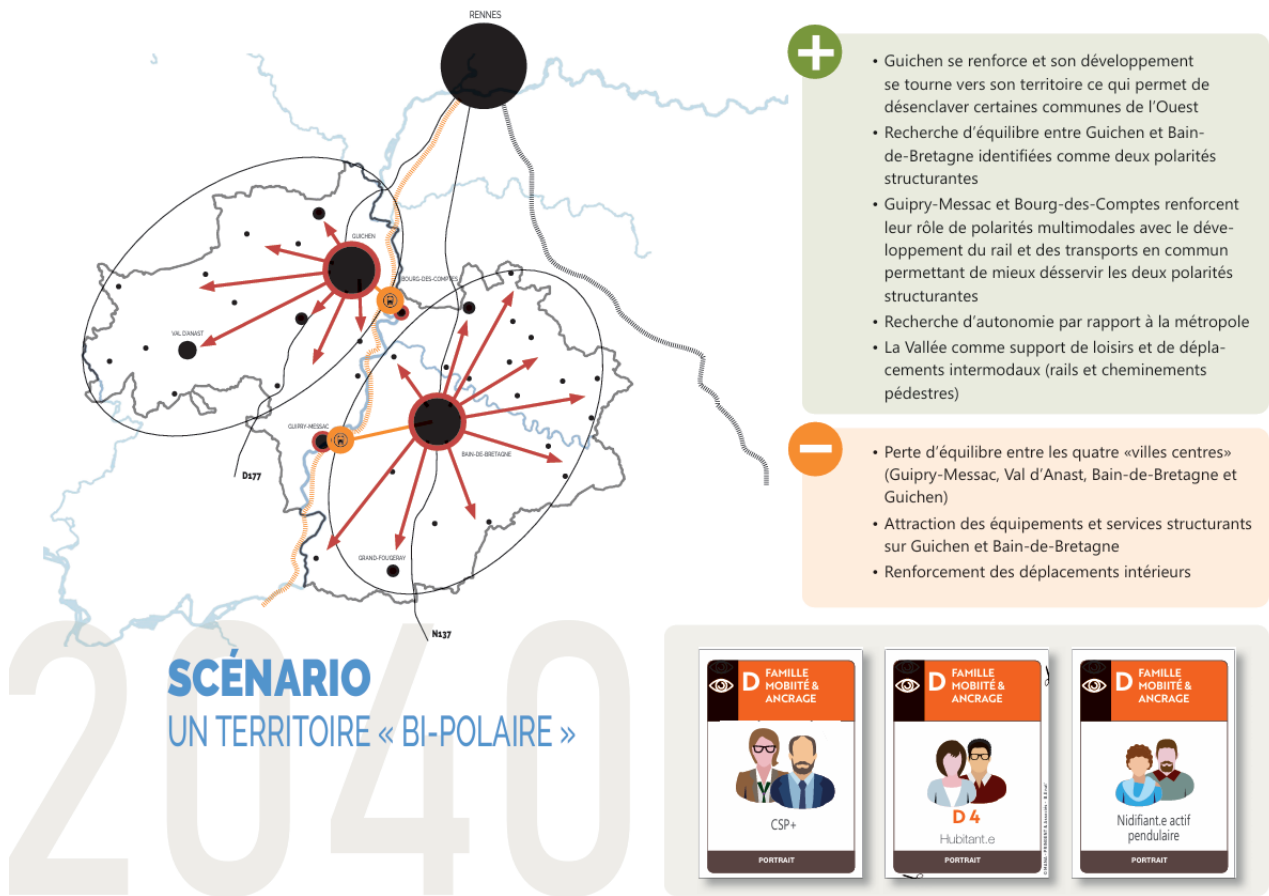 RENNES
GUICHEN
BOURG-DES-COMPTES
VAL D'ANAST
GUIPRY-MESSAC
BAIN-DE-BRETAGNE
D177
GRAND-FOUGERAY
N137
• Guichen se renforce et son développement
se tourne vers son territoire ce qui permet de
désenclaver certaines communes de l'Ouest
• Recherche d'équilibre entre Guichen et Bain-
de-Bretagne identifiées comme deux polarités
structurantes
• Guipry-Messac et Bourg-des-Comptes renforcent
leur rôle de polarités multimodales avec le déve-
loppement du rail et des transports en commun
permettant de mieux désservir les deux polarités
structurantes
• Recherche d'autonomie par rapport à la métropole
• La Vallée comme support de loisirs et de dépla-
cements intermodaux (rails et cheminements
pédestres)
• Perte d'équilibre entre les quatre «villes centres»
(Guipry-Messac, Val d'Anast, Bain-de-Bretagne et
Guichen)
• Attraction des équipements et services structurants
sur Guichen et Bain-de-Bretagne
• Renforcement des déplacements intérieurs
2040
SCÉNARIO
UN TERRITOIRE « BI-POLAIRE »
D FAMILLE
MOBIITÉ &
ANCRAGE
CSP+
PORTRAIT
D FAMILLE
MOBIITÉ &
ANCRAGE
D 4
Hubitant.e
PORTRAIT
D FAMILLE
MOBIITÉ &
ANCRAGE
Nidifiant.e actif
pendulaire
PORTRAIT